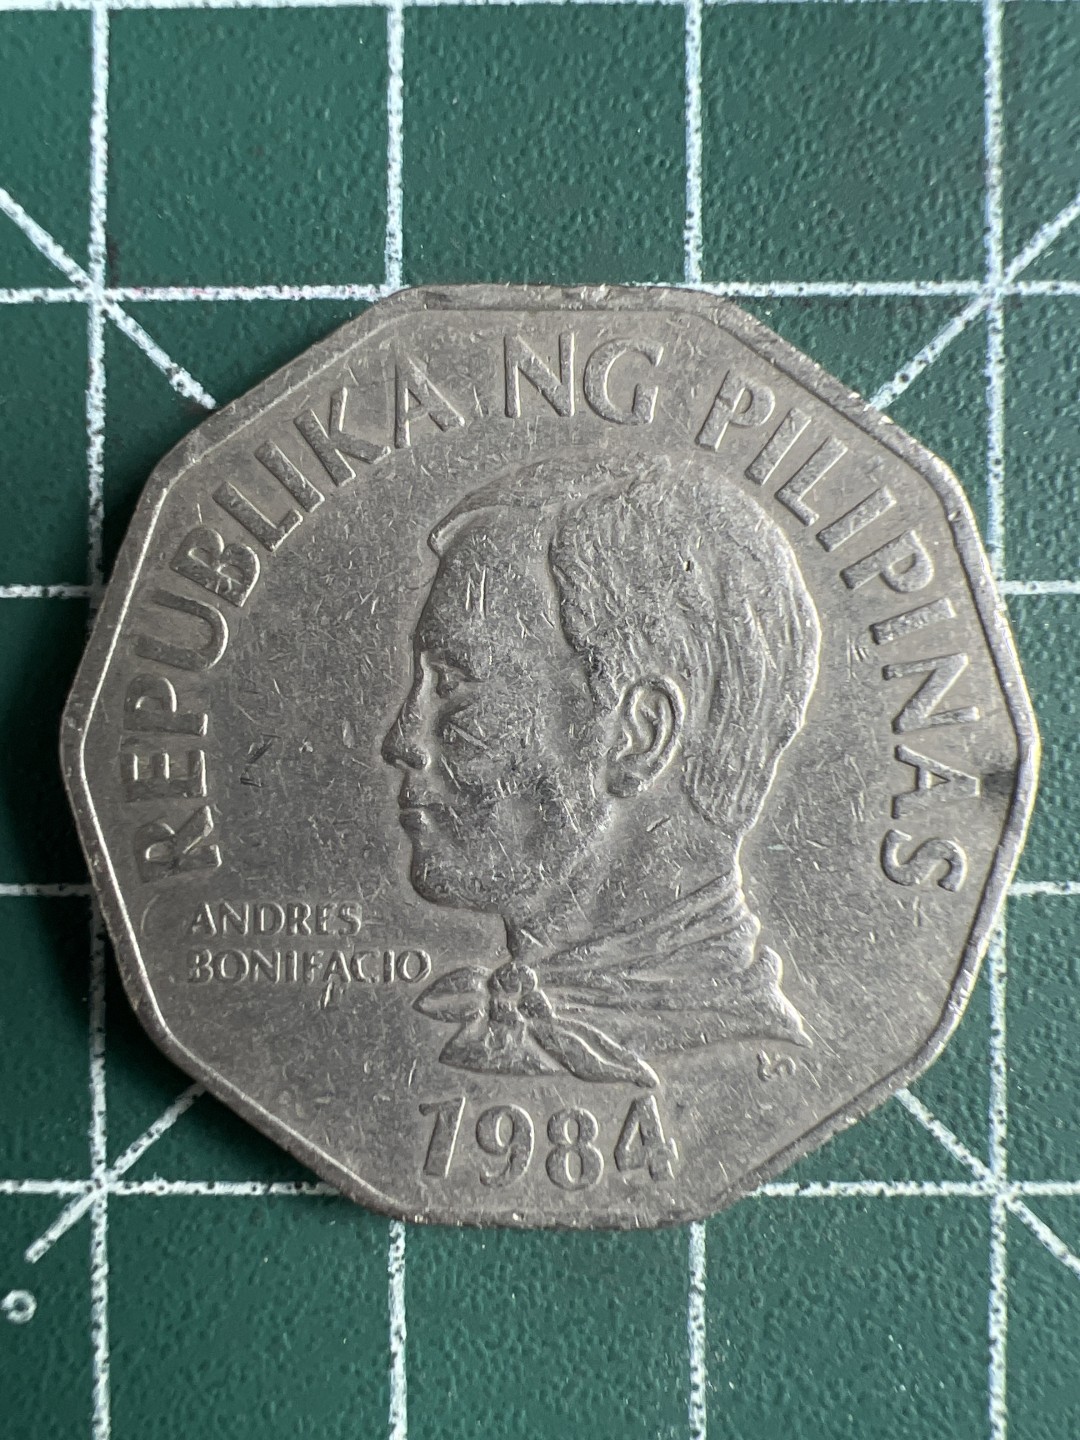 REPUBLIKA NG PILIPINAS
ANDRES
BONIFACIO
1984